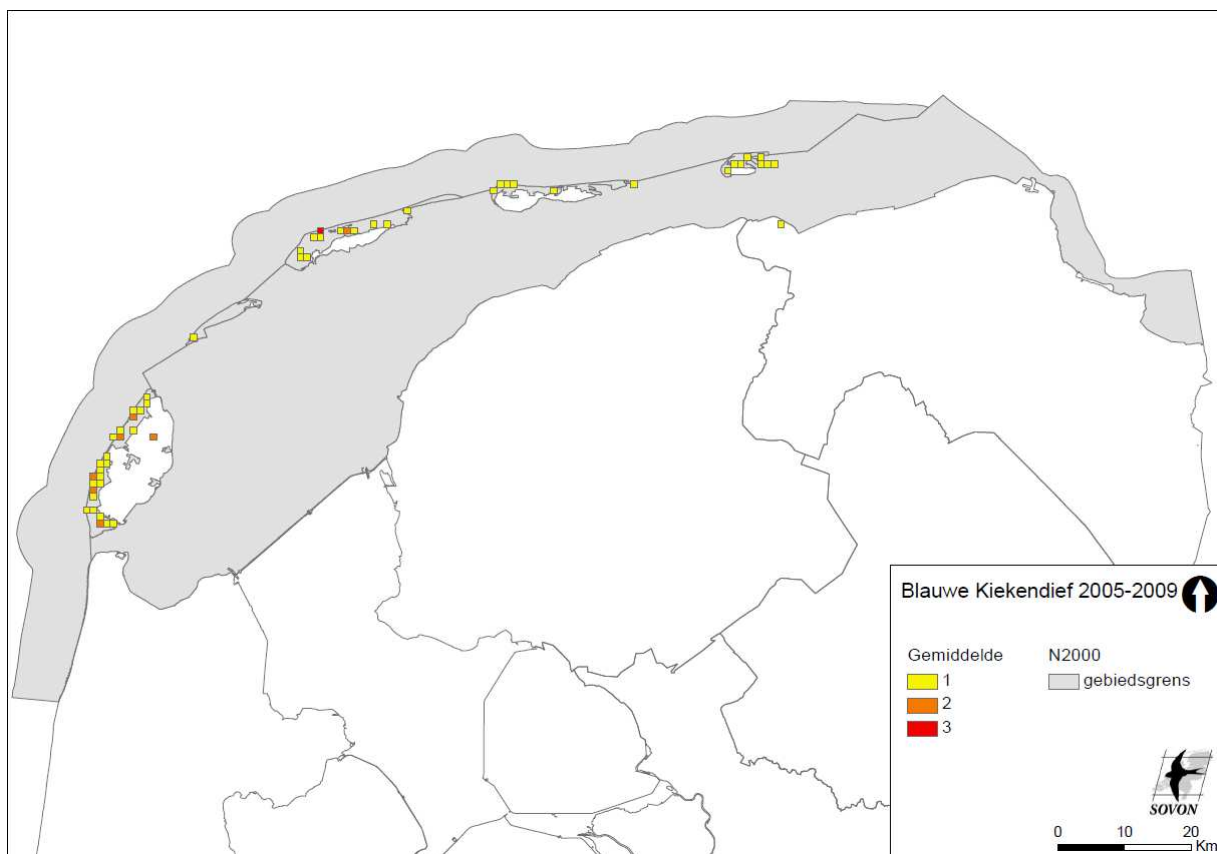 Blauwe Kiekendief 2005-2009
Gemiddelde
1
2
3
N2000
gebiedsgrens
SOVON
0 10 20
Km